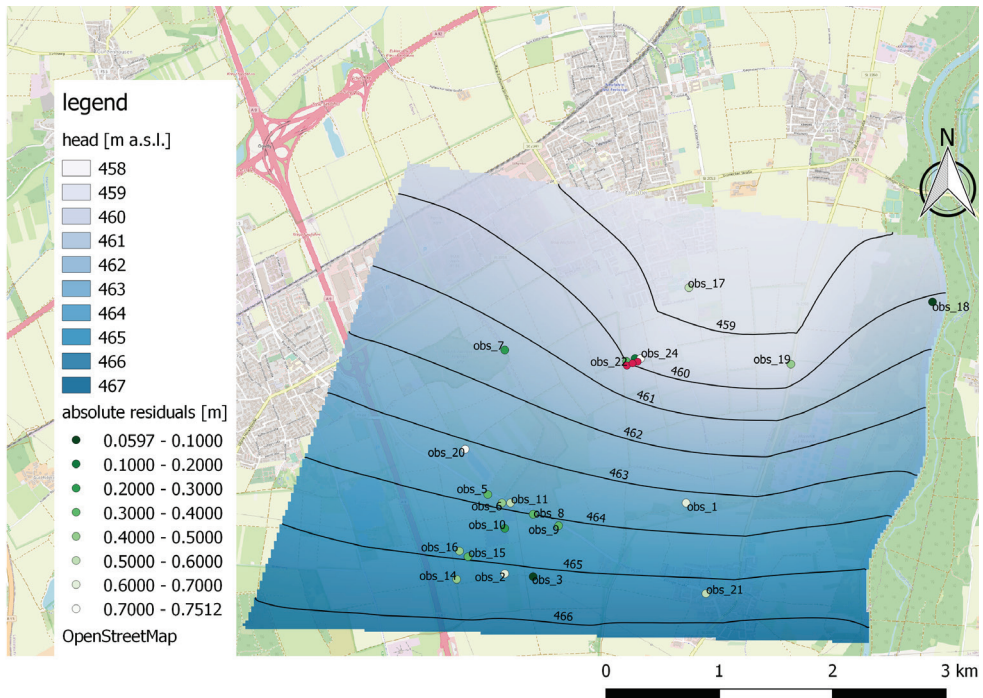 legend
head [m a.s.l.]
458
459
460
461
462
463
464
465
466
467
absolute residuals [m]
0.0597 - 0.1000
0.1000 - 0.2000
0.2000 - 0.3000
0.3000 - 0.4000
0.4000 - 0.5000
0.5000 - 0.6000
0.6000 - 0.7000
0.7000 - 0.7512
OpenStreetMap
N
obs_17
obs_18
459
obs_7
obs_22
obs_24
obs_19
460
461
462
obs_20
463
obs_5
obs_6
obs_11
obs_1
obs_8
464
obs_10
obs_9
obs_16
obs_15
465
obs_14
obs_2
obs_3
obs_21
466
0 1 2 3 km